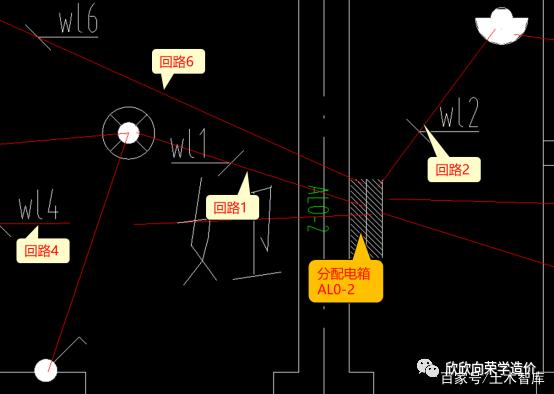 wl6
回路6
wl2
wl1
回路2
wl4
回路1
AL0-2
回路4
分配电箱
AL0-2
欣欣向荣学造价
百家号/土木智库